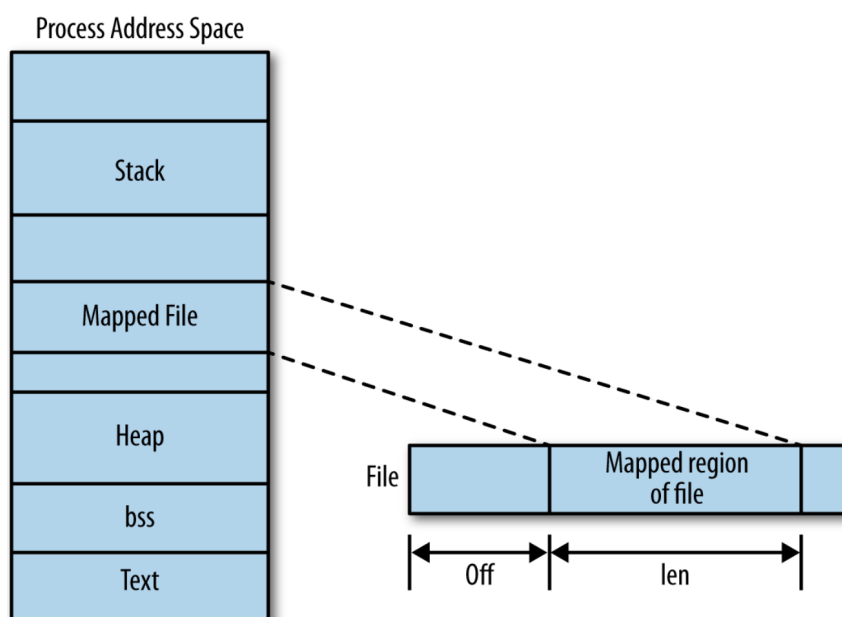 Process Address Space
Stack
Mapped File
Heap
bss
Text
File
Mapped region
of file
Off
len